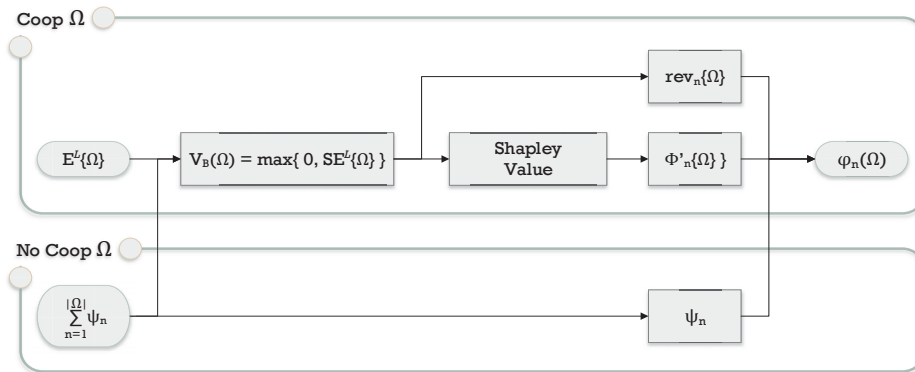 Coop Ω
rev_n{Ω}
E^L{Ω}
V_B(Ω) = max{ 0, SE^L{Ω} }
Shapley
Value
Φ'_n{Ω} }
φ_n(Ω)
No Coop Ω
|Ω|
∑ ψ_n
n=1
ψ_n